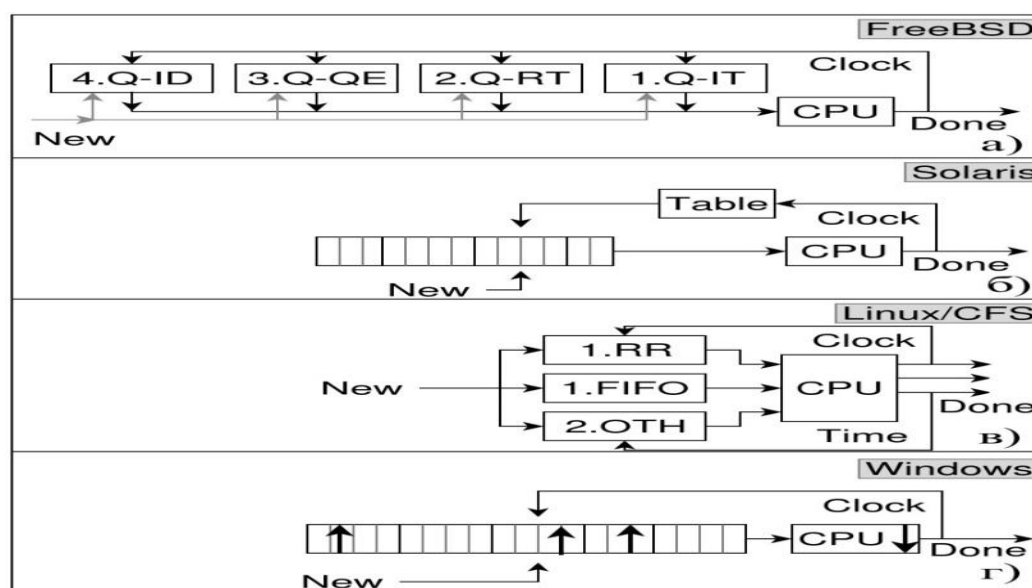 FreeBSD
4.Q-ID 3.Q-QE 2.Q-RT 1.Q-IT Clock
CPU
New Done
а)
Solaris
Table
Clock
CPU
New Done
б)
Linux/CFS
1.RR Clock
New 1.FIFO CPU
Done
2.OTH Time
в)
Windows
Clock
CPU
New Done
г)